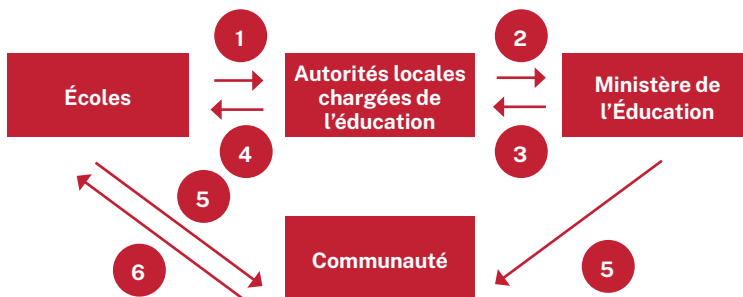 1
2
Écoles
Autorités locales
chargées de
l'éducation
Ministère de
l'Éducation
4
3
5
Communauté
6
5